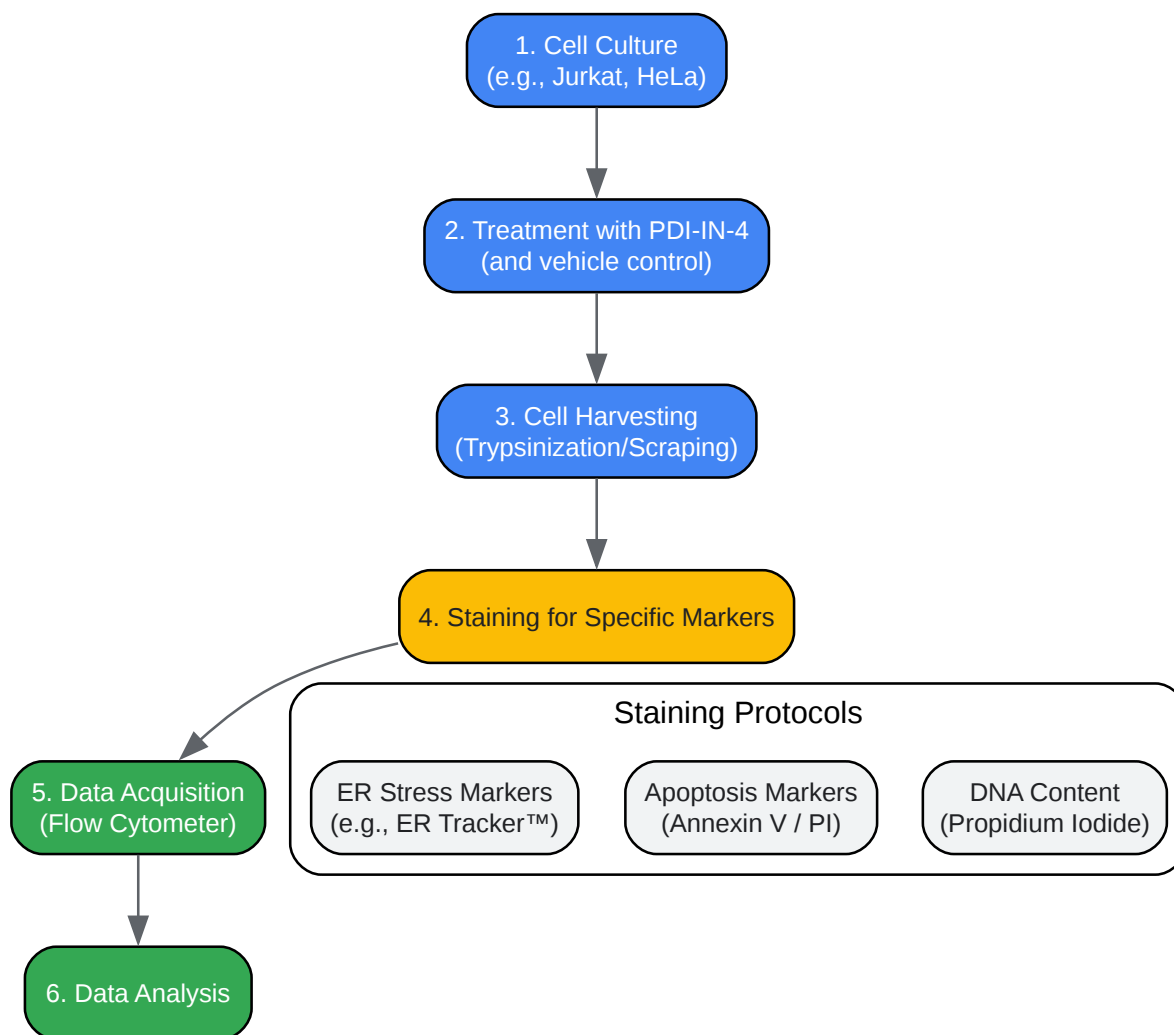 1. Cell Culture
(e.g., Jurkat, HeLa)
2. Treatment with PDI-IN-4
(and vehicle control)
3. Cell Harvesting
(Trypsinization/Scraping)
4. Staining for Specific Markers
Staining Protocols
5. Data Acquisition
(Flow Cytometer)
ER Stress Markers
(e.g., ER Tracker™)
Apoptosis Markers
(Annexin V / PI)
DNA Content
(Propidium Iodide)
6. Data Analysis